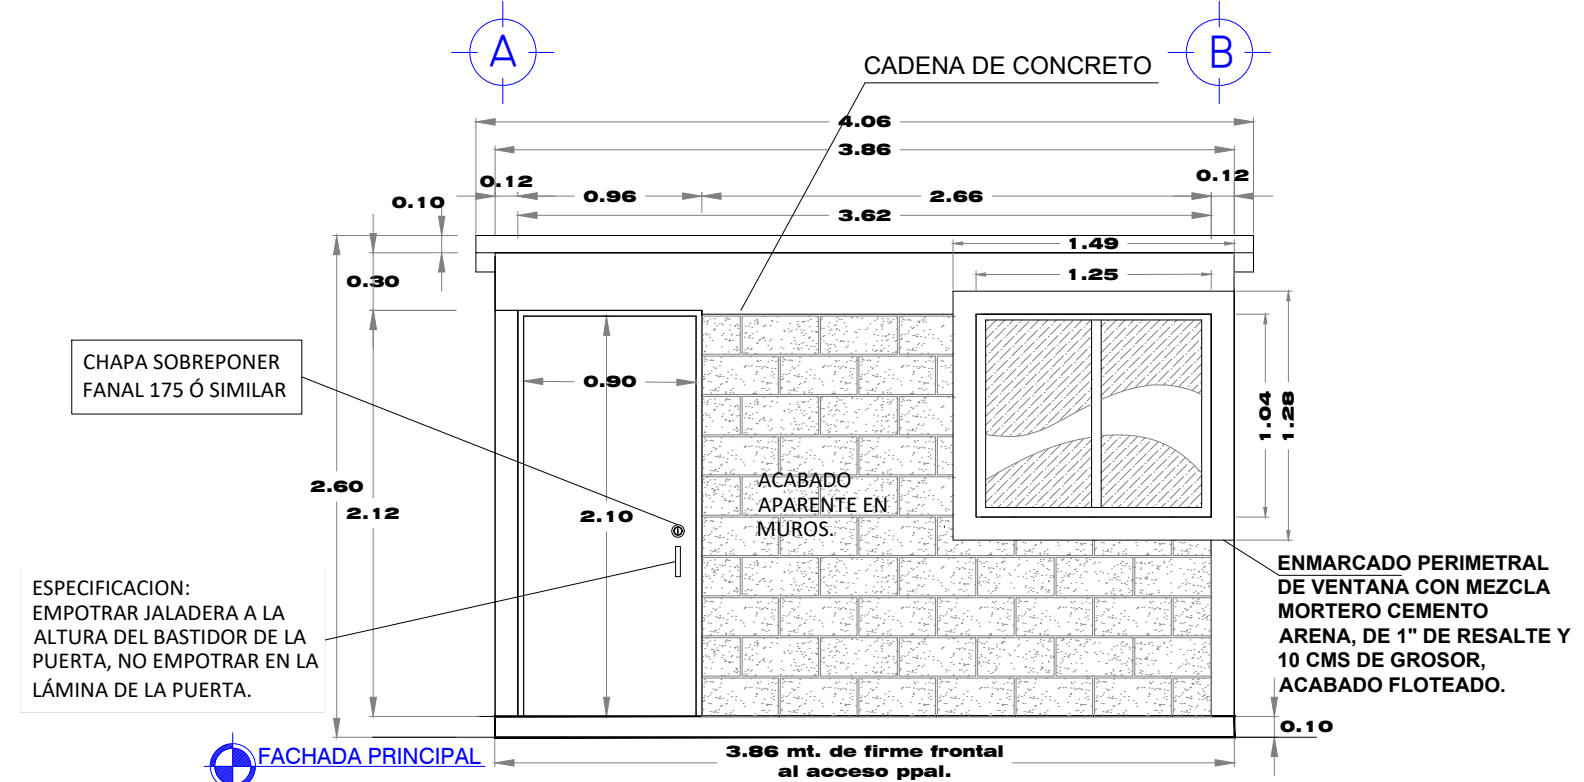 A
B
CADENA DE CONCRETO
4.06
3.86
0.12
0.12
0.96
2.66
0.10
3.62
1.49
1.25
0.30
CHAPA SOBREPONER
FANAL 175 Ó SIMILAR
0.90
1.04
1.28
2.60
2.12
2.10
ACABADO
APARENTE EN
MUROS.
ESPECIFICACION:
EMPOTRAR JALADERA A LA
ALTURA DEL BASTIDOR DE LA
PUERTA, NO EMPOTRAR EN LA
LÁMINA DE LA PUERTA.
ENMARCADO PERIMETRAL
DE VENTANA CON MEZCLA
MORTERO CEMENTO
ARENA, DE 1" DE RESALTE Y
10 CMS DE GROSOR,
ACABADO FLOTEADO.
0.10
FACHADA PRINCIPAL
3.86 mt. de firme frontal
al acceso ppal.